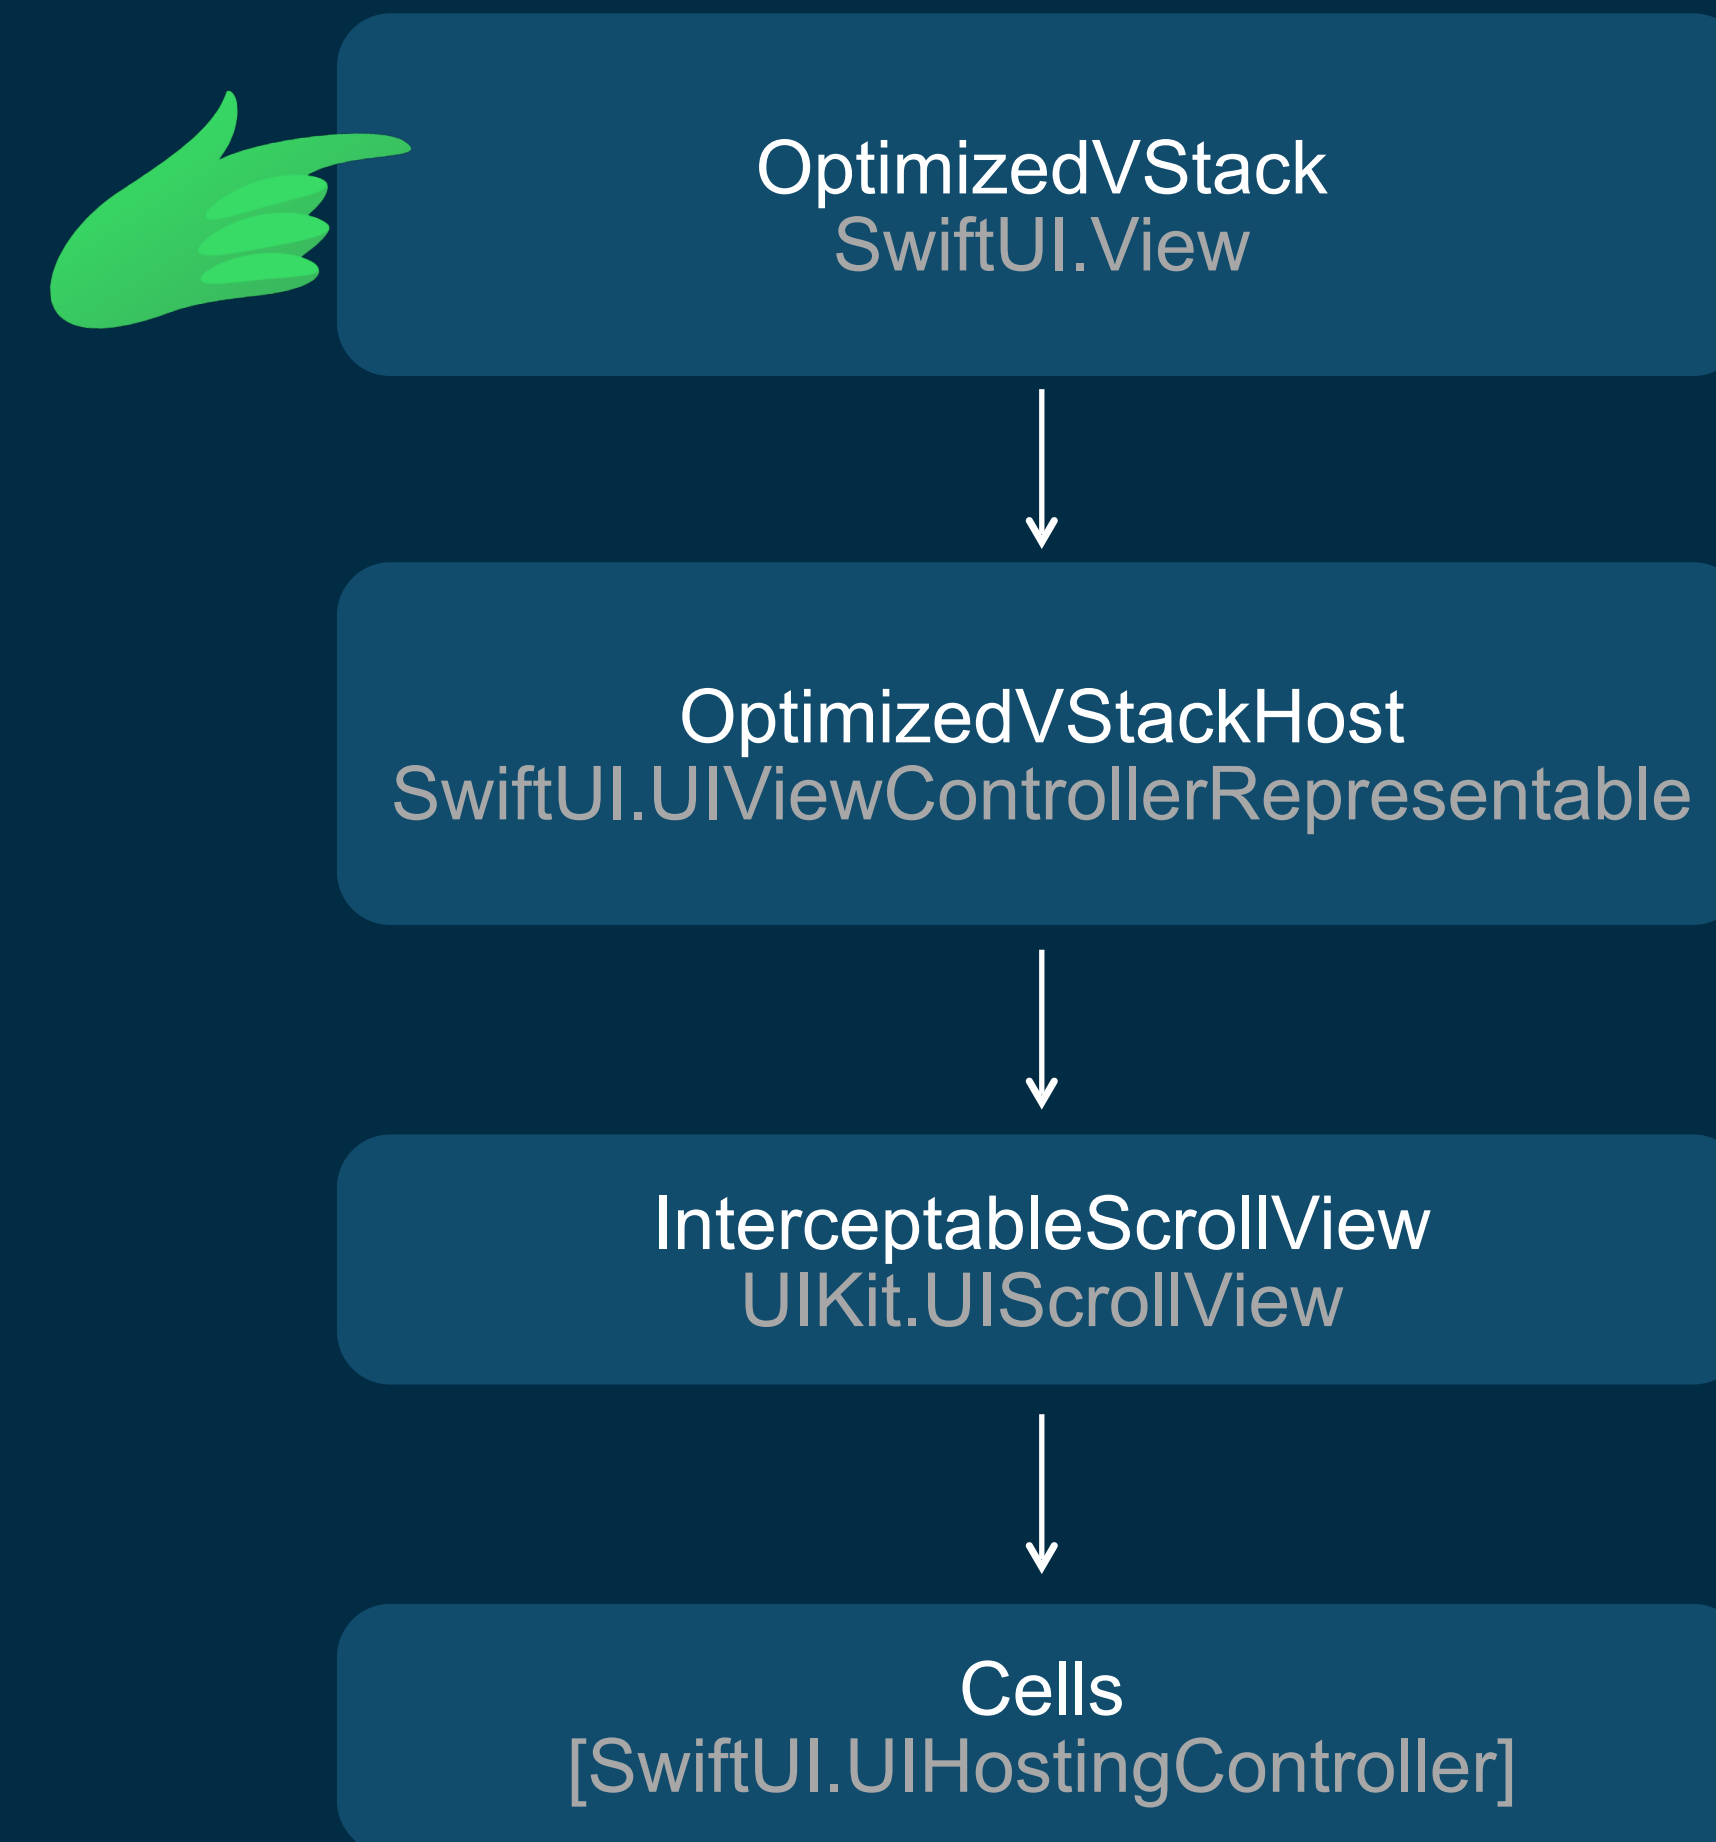 OptimizedVStack
SwiftUI.View
OptimizedVStackHost
SwiftUI.UIViewControllerRepresentable
InterceptableScrollView
UIKit.UIScrollView
Cells
[SwiftUI.UIHostingController]